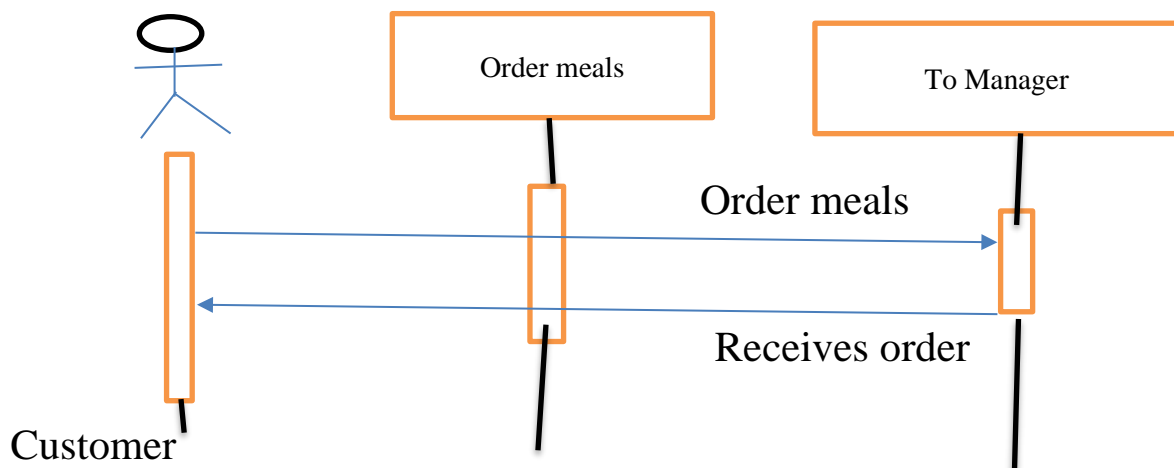 Order meals
To Manager
Order meals
Receives order
Customer